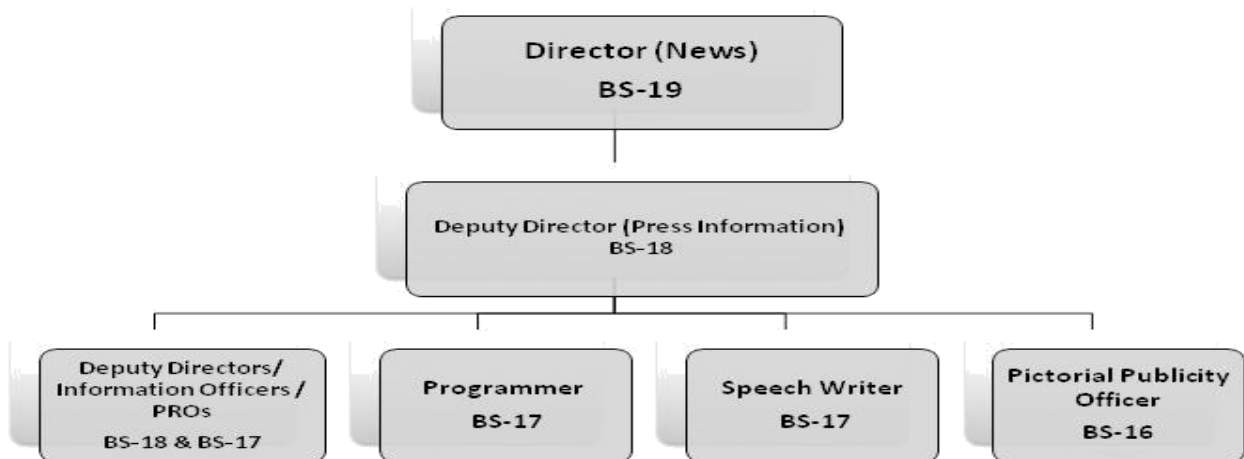 Director (News)
BS-19
Deputy Director (Press Information)
BS-18
Deputy Directors/
Information Officers /
PROs
BS-18 & BS-17
Programmer
BS-17
Speech Writer
BS-17
Pictorial Publicity
Officer
BS-16